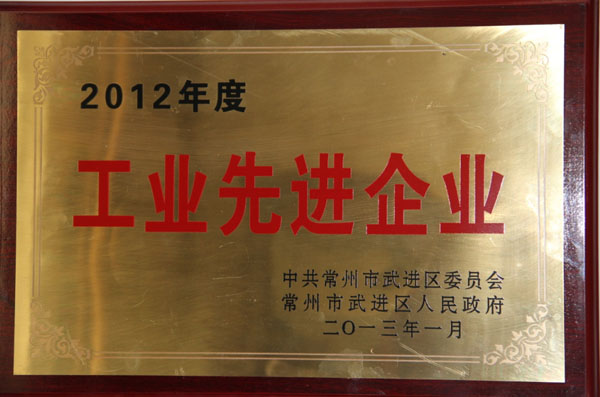 2012年度
工业先进企业
中共常州市武进区委员会
常州市武进区人民政府
二〇一三年一月